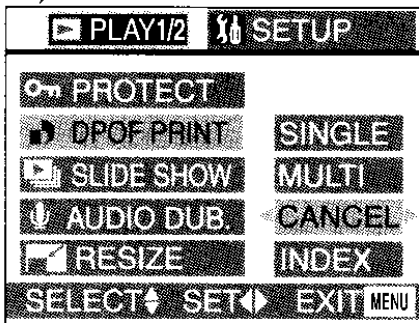 PLAY1/2 SETUP
PROTECT
DPOF PRINT SINGLE
SLIDE SHOW MULTI
AUDIO DUB. CANCEL
RESIZE INDEX
SELECT SET EXIT MENU